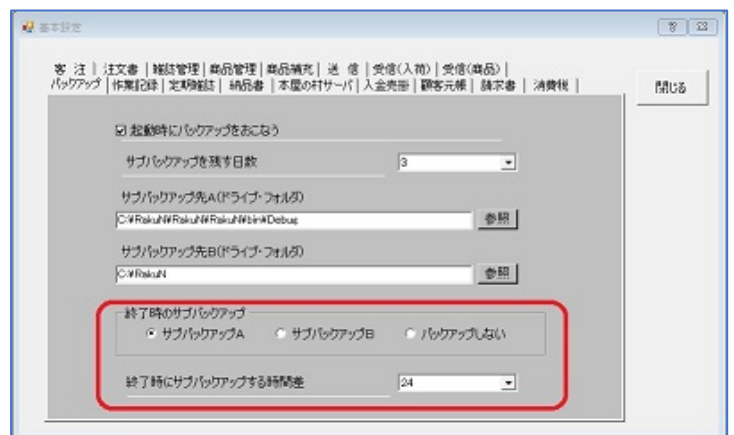 基本設定
客 注 | 注文書 | 雑誌管理 | 商品管理 | 商品補充 | 送 信 | 受信(入荷) | 受信(商品) |
バックアップ | 作業記録 | 定期雑誌 | 納品書 | 本屋の村サーバ | 入金売掛 | 顧客元帳 | 請求書 | 消費税 |
閉じる
起動時にバックアップをおこなう
サブバックアップを残す日数 3
サブバックアップ先A(ドライブ・フォルダ)
C:¥RakuN¥RakuN¥RakuN¥bin¥Debug
参照
サブバックアップ先B(ドライブ・フォルダ)
C:¥RakuN
参照
終了時のサブバックアップ
サブバックアップA サブバックアップB バックアップしない
終了時にサブバックアップする時間差 24